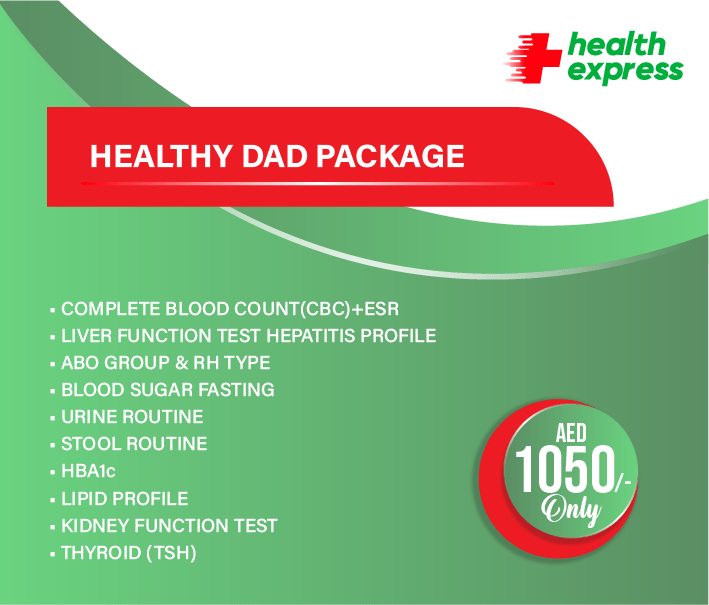 health
express
HEALTHY DAD PACKAGE
▪ COMPLETE BLOOD COUNT(CBC)+ESR
▪ LIVER FUNCTION TEST HEPATITIS PROFILE
▪ ABO GROUP & RH TYPE
▪ BLOOD SUGAR FASTING
▪ URINE ROUTINE
▪ STOOL ROUTINE
▪ HBA1c
▪ LIPID PROFILE
▪ KIDNEY FUNCTION TEST
▪ THYROID (TSH)
AED
1050/-
Only